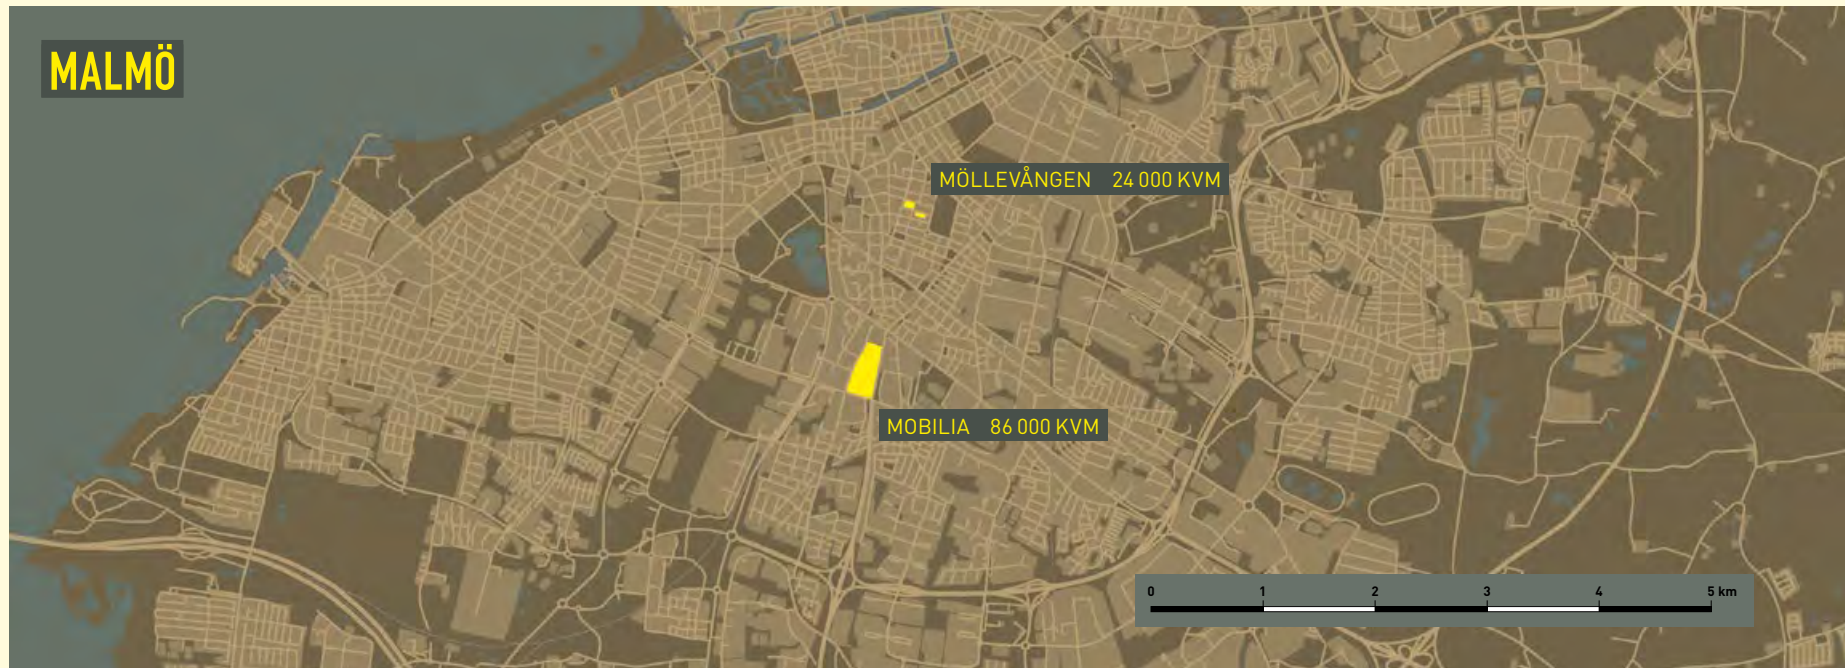 MALMÖ
MÖLLEVÅNGEN 24 000 KVM
MOBILIA 86 000 KVM
0 1 2 3 4 5 km